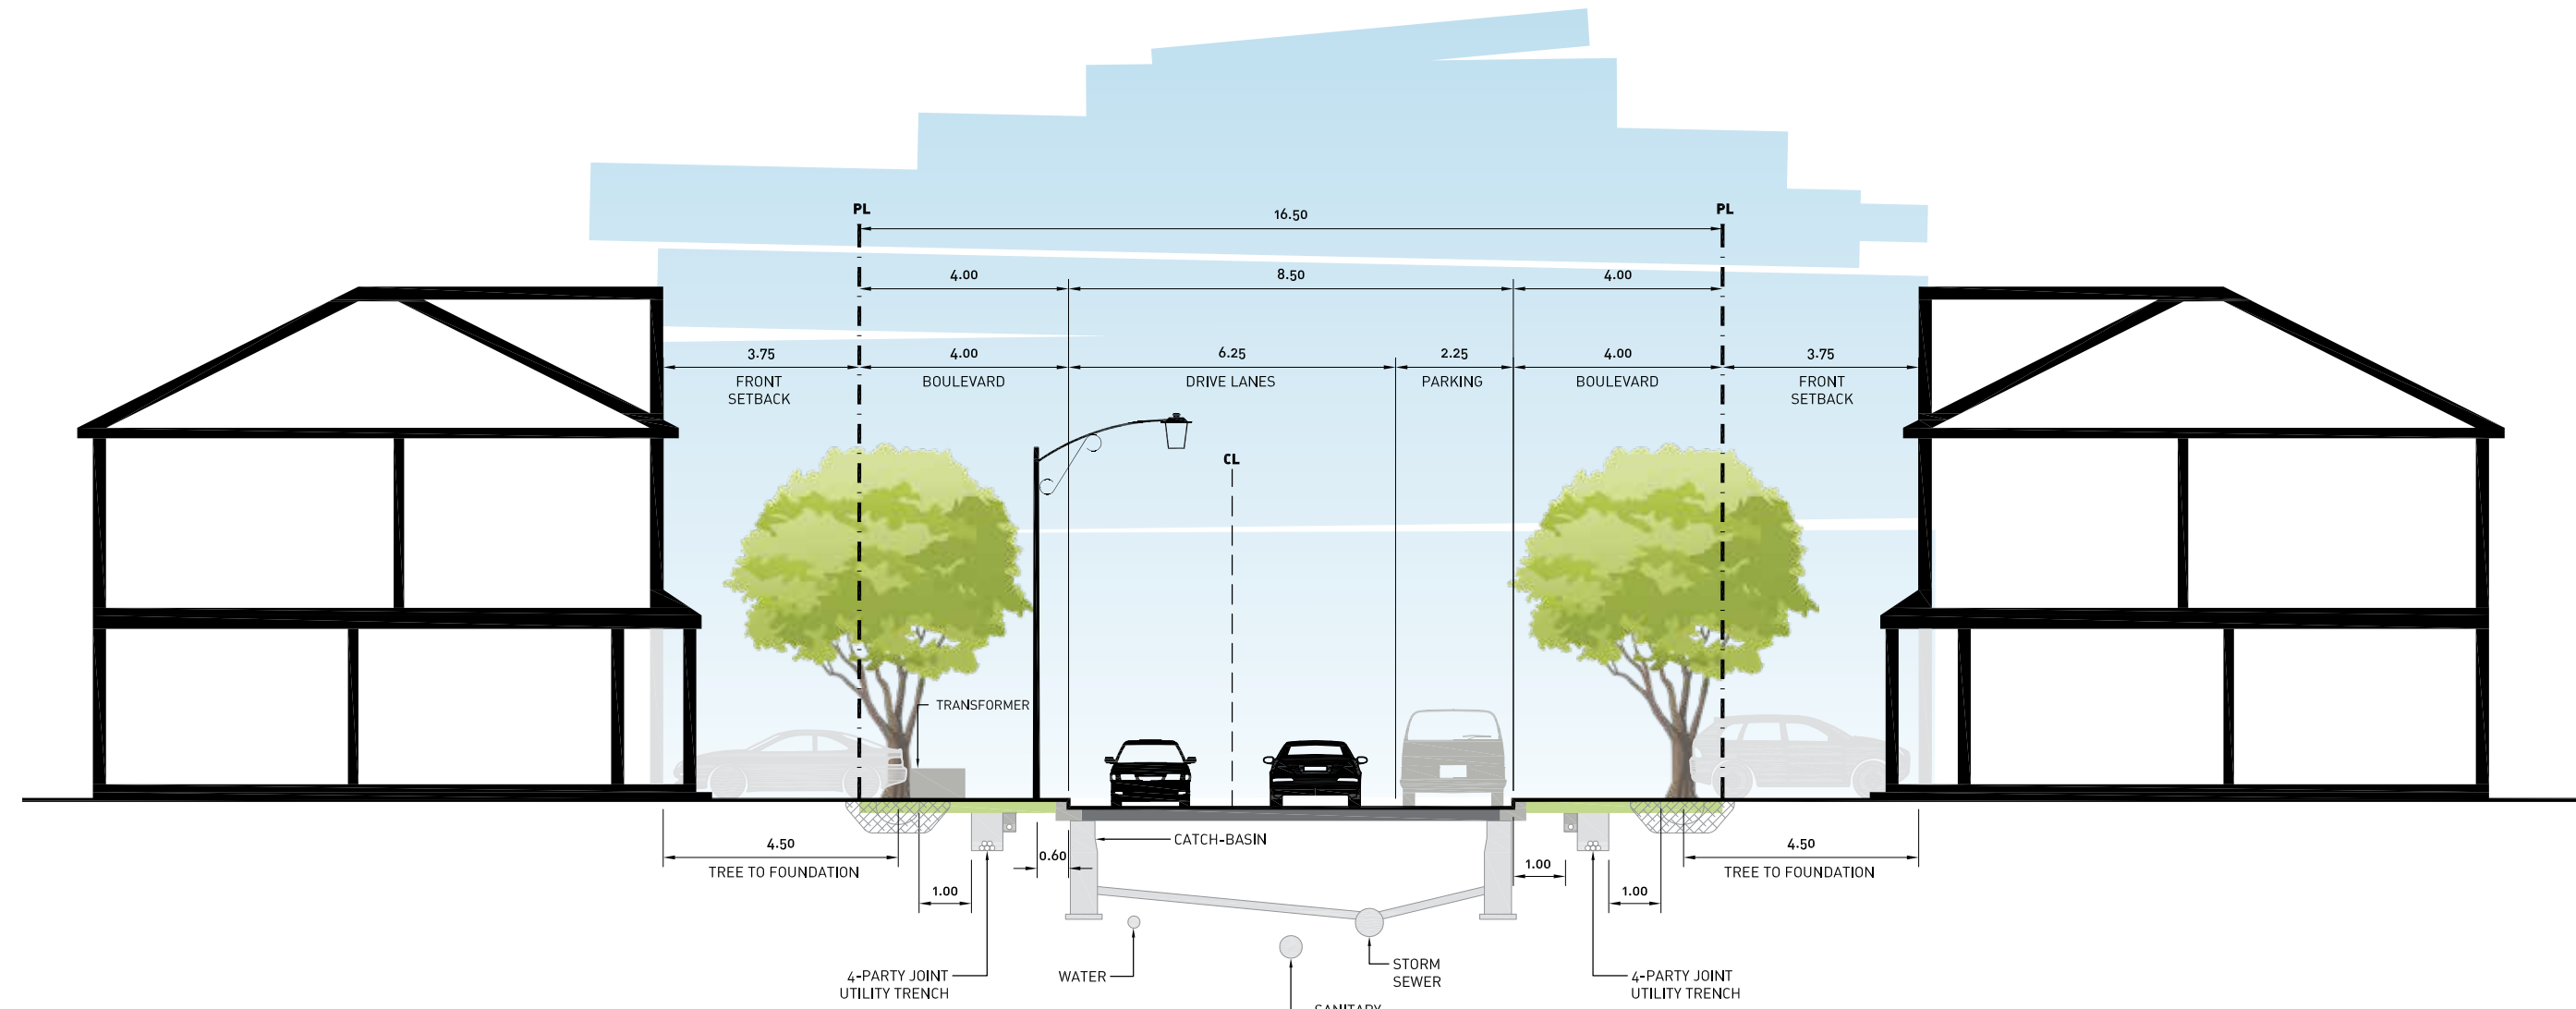 PL
PL
16.50
4.00
8.50
4.00
3.75
4.00
6.25
2.25
4.00
3.75
FRONT
SETBACK
BOULEVARD
DRIVE LANES
PARKING
BOULEVARD
FRONT
SETBACK
CL
TRANSFORMER
CATCH-BASIN
4.50
TREE TO FOUNDATION
0.60
1.00
1.00
1.00
4.50
TREE TO FOUNDATION
4-PARTY JOINT
UTILITY TRENCH
WATER
STORM
SEWER
4-PARTY JOINT
UTILITY TRENCH
SANITARY